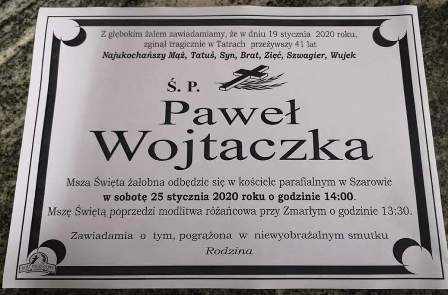 Z głębokim żalem zawiadamiamy, że w dniu 19 stycznia 2020 roku,
zginął tragicznie w Tatrach przeżywszy 41 lat
Najukochańszy Mąż, Tatuś, Syn, Brat, Zięć, Szwagier, Wujek
Ś. P.
Paweł
Wojtaczka
Msza Święta żałobna odbędzie się w kościele parafialnym w Szarowie
w sobotę 25 stycznia 2020 roku o godzinie 14:00.
Mszę Świętą poprzedzi modlitwa różańcowa przy Zmarłym o godzinie 13:30.
Zawiadamia o tym, pogrążona w niewyobrażalnym smutku
Rodzina